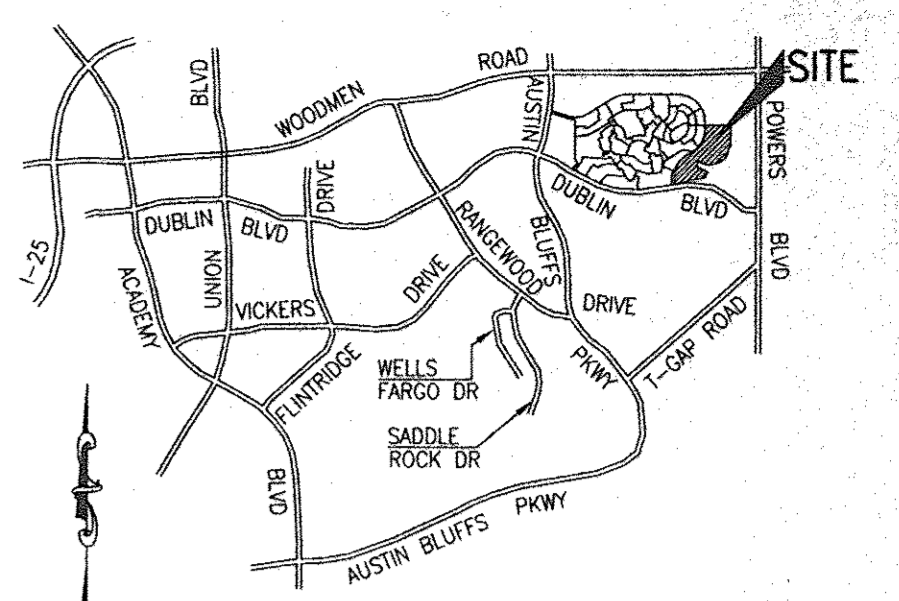 SITE
ROAD
WOODMEN
BLVD
AUSTIN
POWERS
DRIVE
DUBLIN
BLVD
DUBLIN
BLVD
I-25
RANGEWOOD
BLUFFS
BLVD
UNION
ACADEMY
VICKERS
DRIVE
DRIVE
T-GAP ROAD
PKWY
FLINTRIDGE
WELLS
FARGO DR
SADDLE
ROCK DR
BLVD
AUSTIN BLUFFS PKWY